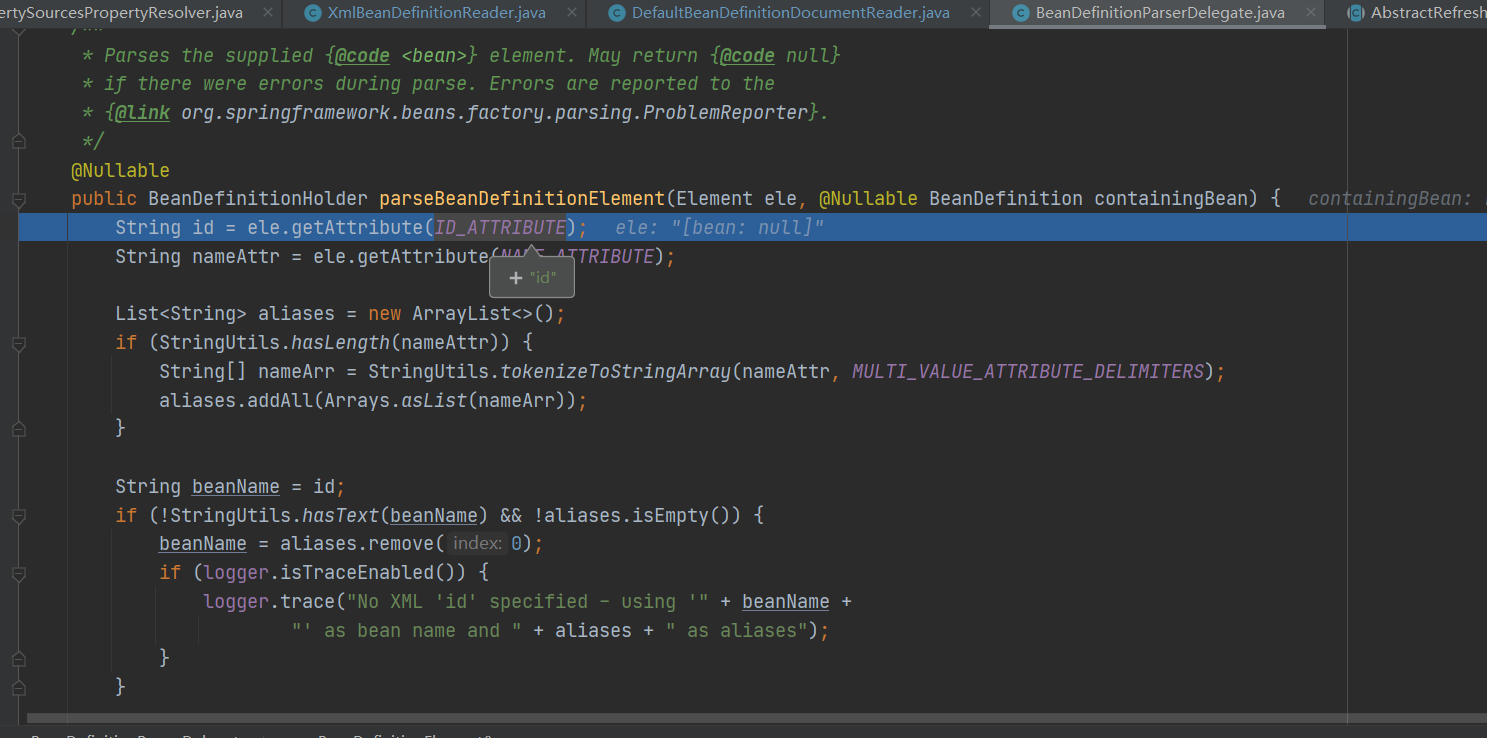 ertySourcesPropertyResolver.java × XmlBeanDefinitionReader.java × DefaultBeanDefinitionDocumentReader.java × BeanDefinitionParserDelegate.java × AbstractRefresh
* Parses the supplied {@code <bean>} element. May return {@code null}
* if there were errors during parse. Errors are reported to the
* {@link org.springframework.beans.factory.parsing.ProblemReporter}.
*/
@Nullable
public BeanDefinitionHolder parseBeanDefinitionElement(Element ele, @Nullable BeanDefinition containingBean) { containingBean:
String id = ele.getAttribute(ID_ATTRIBUTE); ele: "[bean: null]"
String nameAttr = ele.getAttribute(NAME_ATTRIBUTE);
+ "id"
List<String> aliases = new ArrayList<>();
if (StringUtils.hasLength(nameAttr)) {
String[] nameArr = StringUtils.tokenizeToStringArray(nameAttr, MULTI_VALUE_ATTRIBUTE_DELIMITERS);
aliases.addAll(Arrays.asList(nameArr));
}
String beanName = id;
if (!StringUtils.hasText(beanName) && !aliases.isEmpty()) {
beanName = aliases.remove( index: 0);
if (logger.isTraceEnabled()) {
logger.trace("No XML 'id' specified - using '" + beanName +
"' as bean name and " + aliases + " as aliases");
}
}